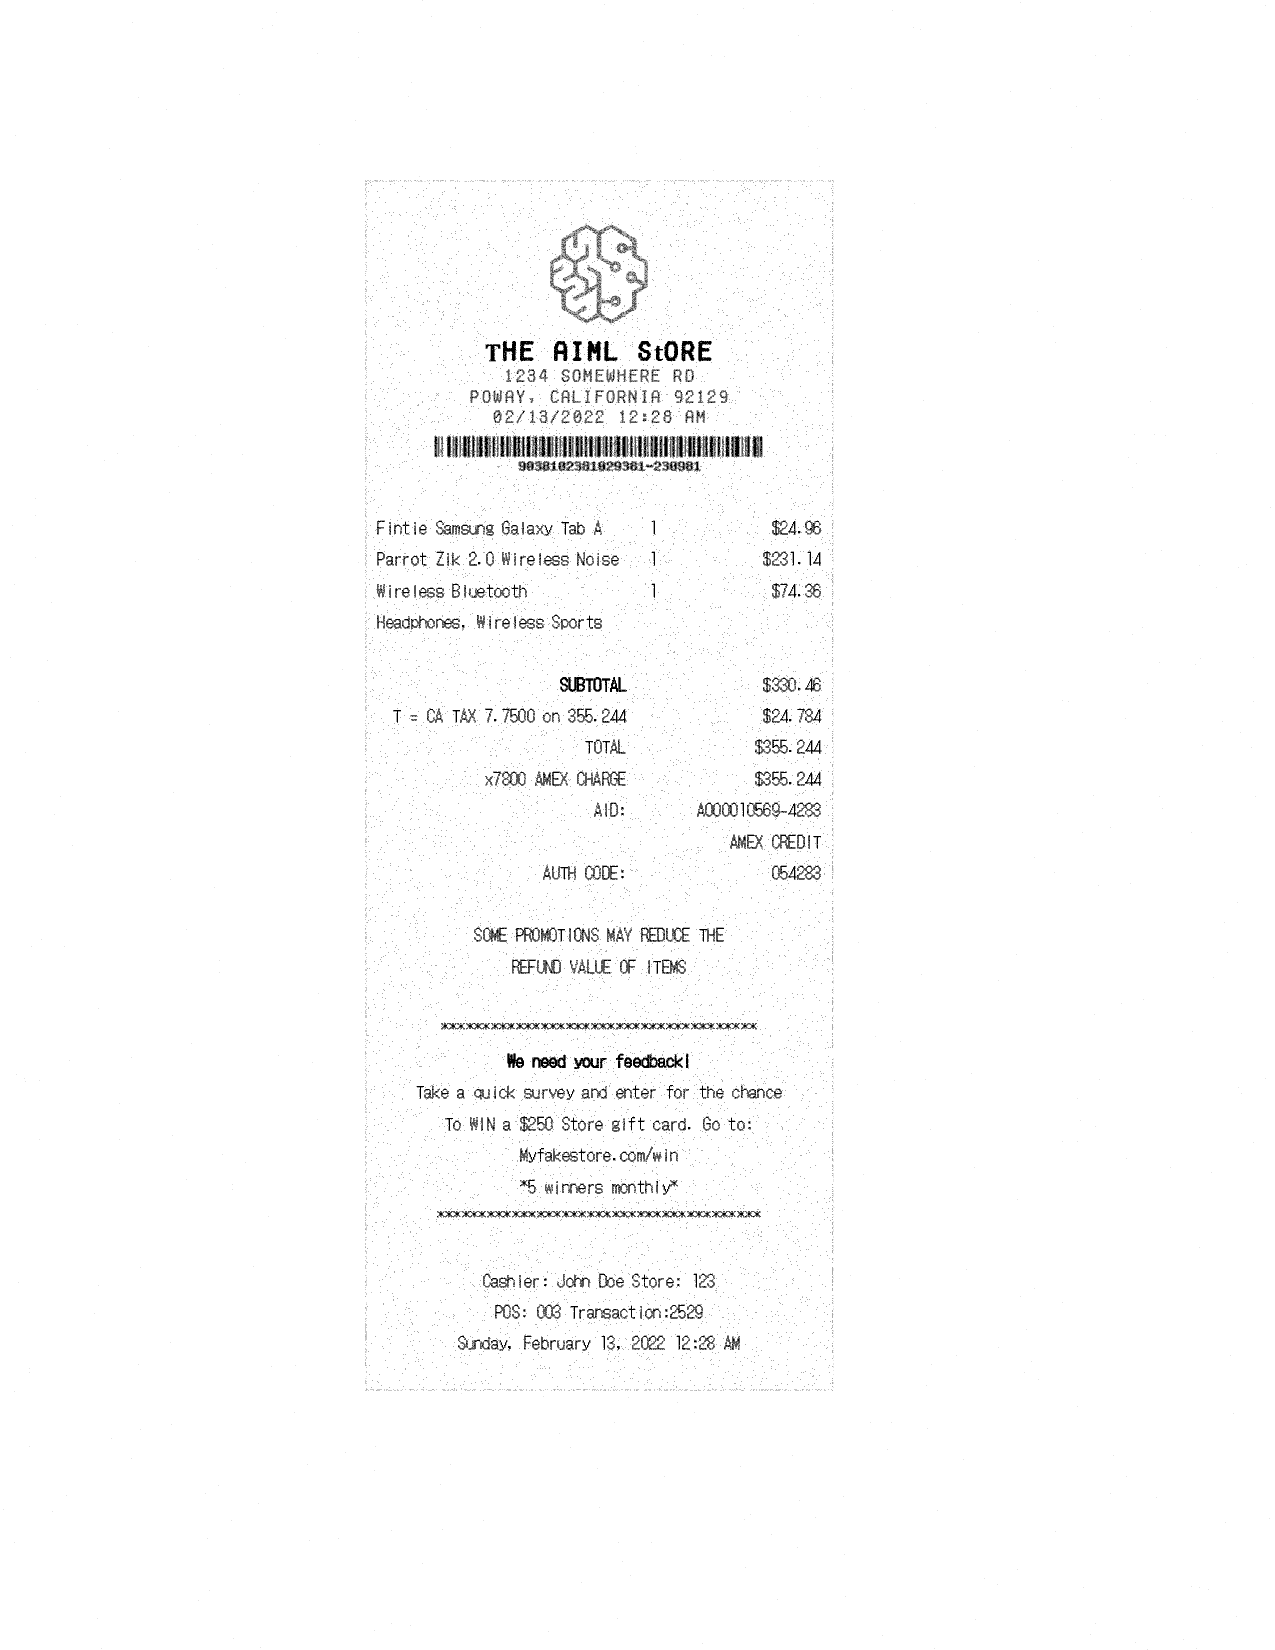 THE AIML StORE
1234 SOMEWHERE RD
POWAY, CALIFORNIA 92129
02/13/2022 12:28 AM
9038102381029381-230981
Fintie Samsung Galaxy Tab A 1 $24.96
Parrot Zik 2.0 Wireless Noise 1 $231.14
Wireless Bluetooth 1 $74.36
Headphones, Wireless Sports
SUBTOTAL $330.46
T = CA TAX 7.7500 on 355.244 $24.784
TOTAL $355.244
x7800 AMEX CHARGE $355.244
AID: A000010569-4283
AMEX CREDIT
AUTH CODE: 054283
SOME PROMOTIONS MAY REDUCE THE
REFUND VALUE OF ITEMS
**************************************
We need your feedback!
Take a quick survey and enter for the chance
To WIN a $250 Store gift card. Go to:
Myfakestore.com/win
*5 winners monthly*
***************************************
Cashier: John Doe Store: 123
POS: 003 Transaction:2529
Sunday, February 13, 2022 12:28 AM